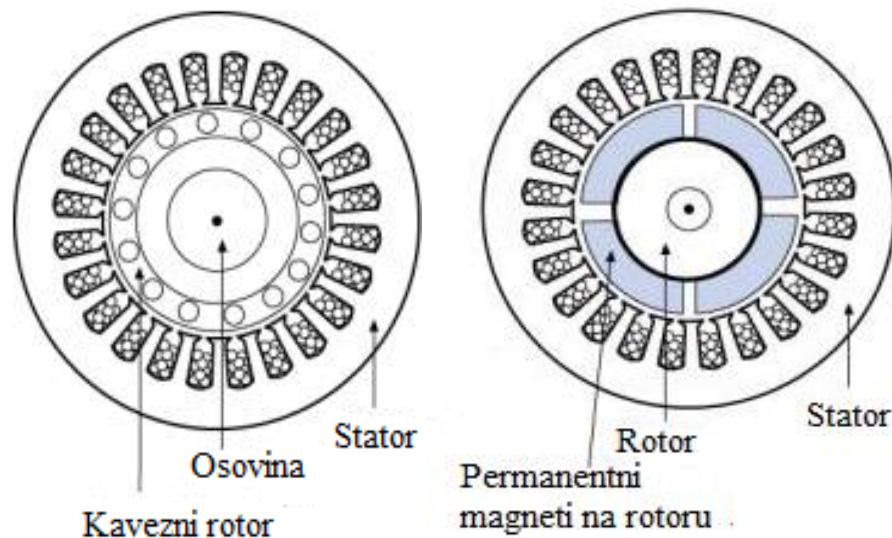 Stator
Osovina
Kavezni rotor
Stator
Rotor
Permanentni
magneti na rotoru